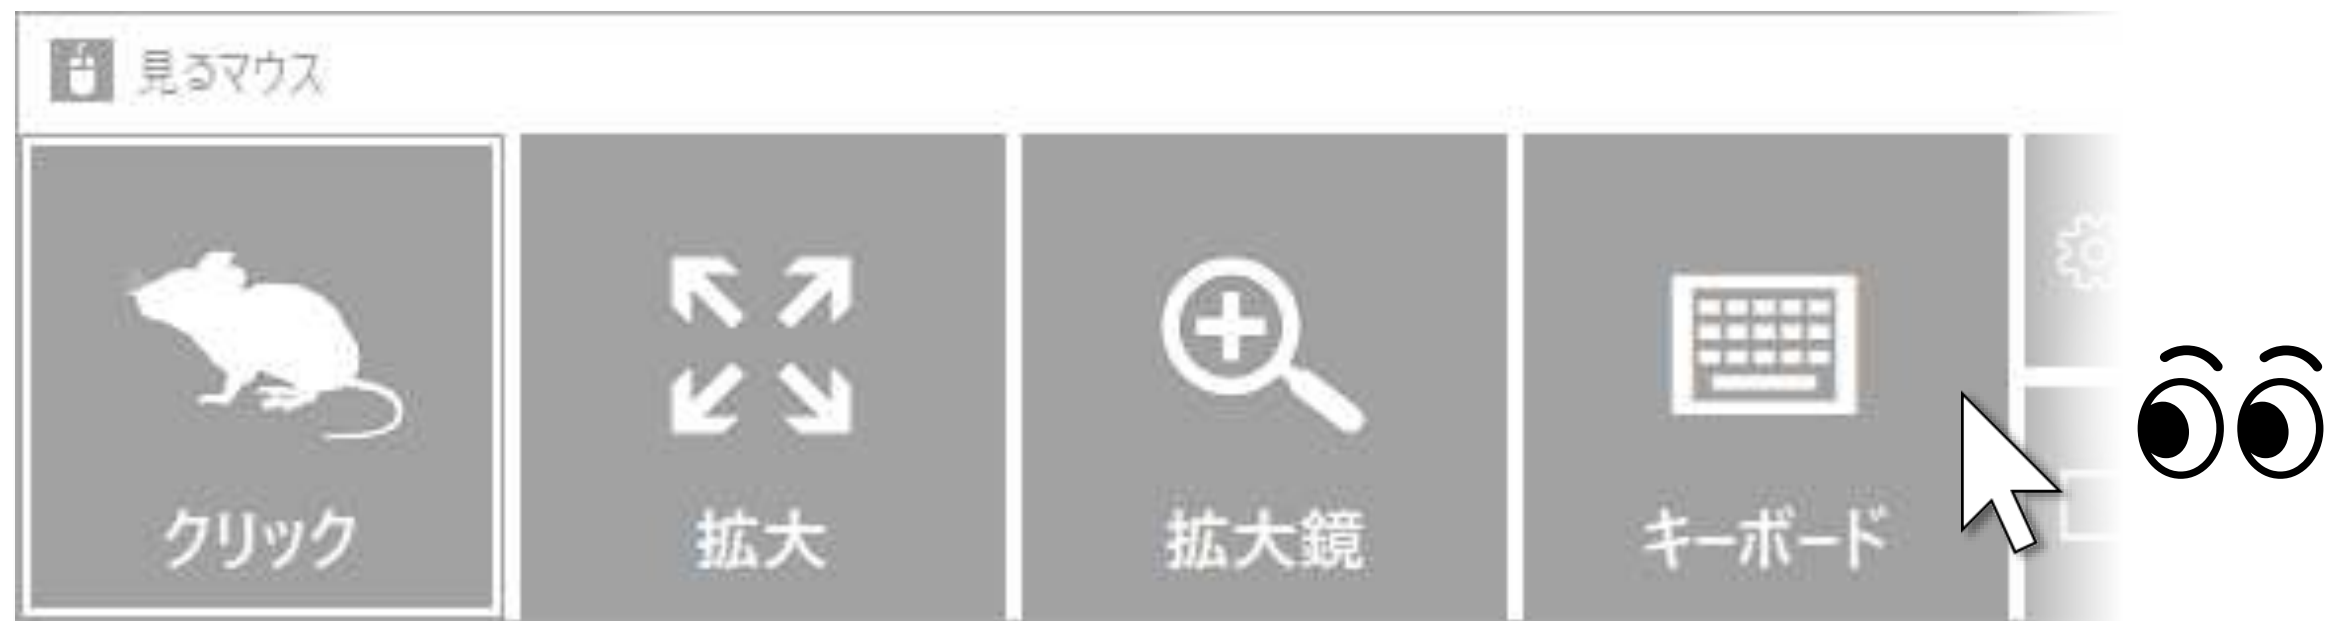 見るマウス
クリック
拡大
拡大鏡
キーボード